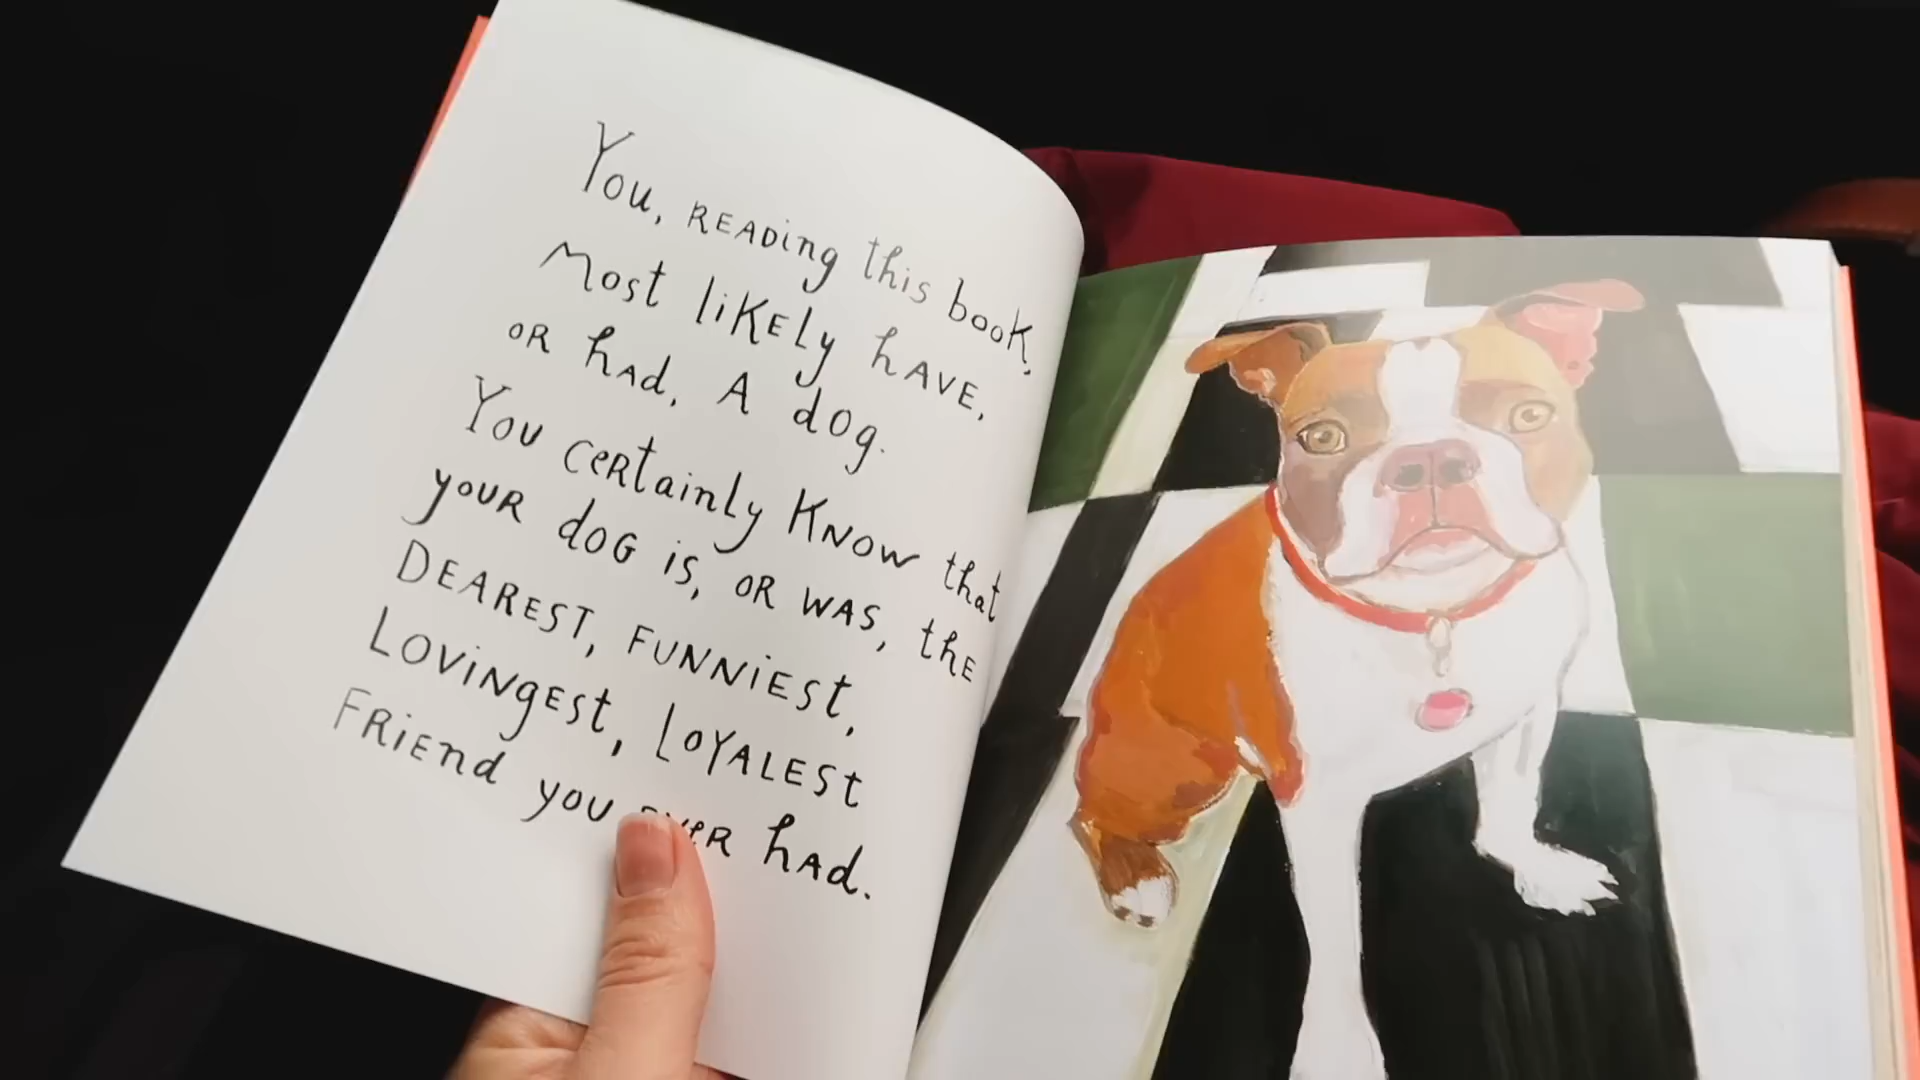 You, READing this book,
Most liKEly hAVE,
OR hAd, A dOg.
You ceRtainly KNOW that
yOUR dOG is, OR WAS, thE
DEAREST, FUNNiESt,
LOViNgESt, LOYALESt
FRiEnd you EVeR hAd.